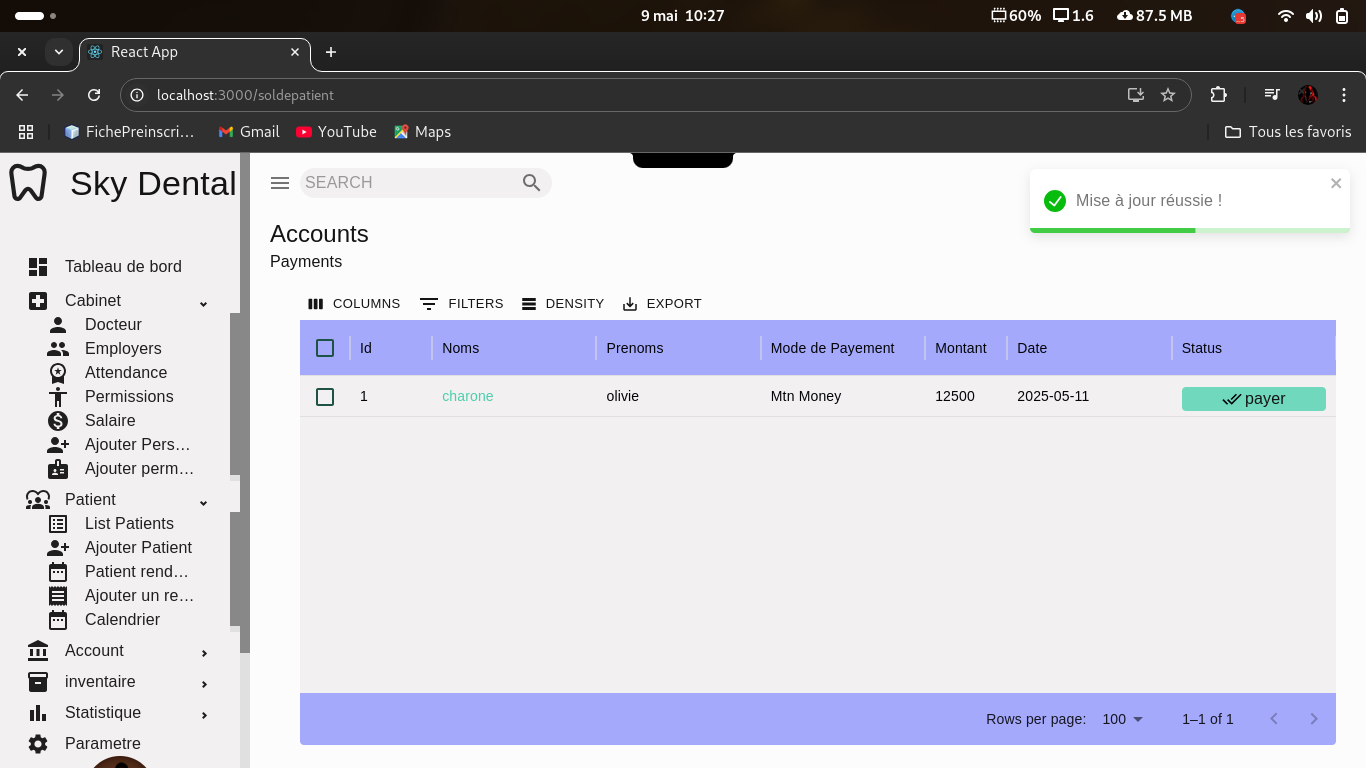 9 mai 10:27
60% 1.6 87.5 MB
React App
localhost:3000/soldepatient
FichePreinscri… Gmail YouTube Maps Tous les favoris
Sky Dental
SEARCH
Mise à jour réussie !
Accounts
Payments
Tableau de bord
Cabinet
Docteur
Employers
Attendance
Permissions
Salaire
Ajouter Pers…
Ajouter perm…
Patient
List Patients
Ajouter Patient
Patient rend…
Ajouter un re…
Calendrier
Account
inventaire
Statistique
Parametre
COLUMNS FILTERS DENSITY EXPORT
Id Noms Prenoms Mode de Payement Montant Date Status
1 charone olivie Mtn Money 12500 2025-05-11 payer
Rows per page: 100 1–1 of 1